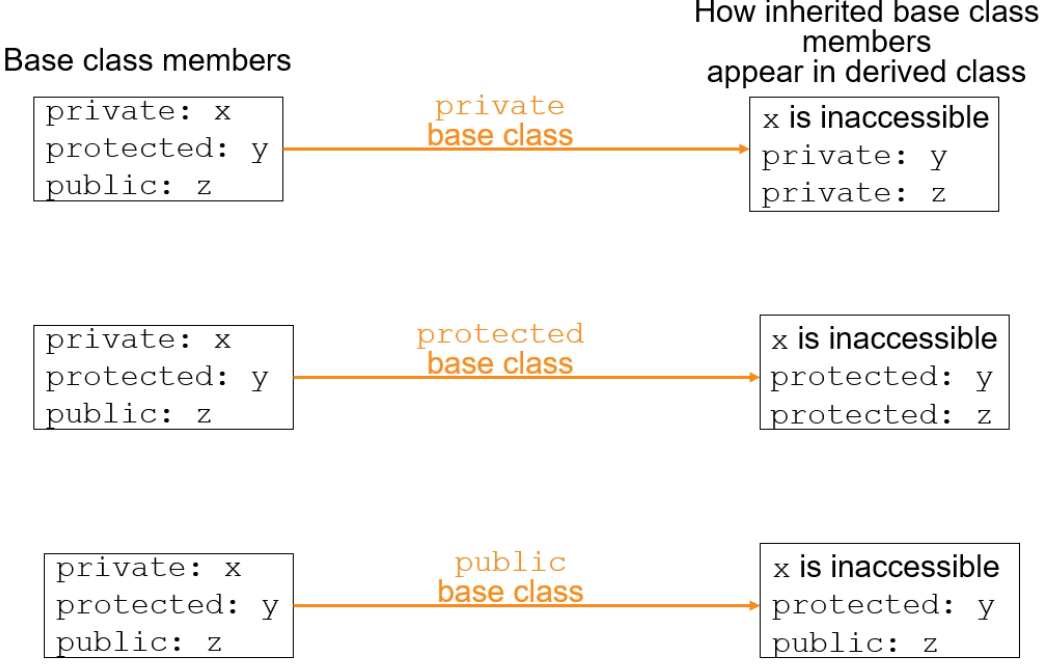 Base class members
How inherited base class
members
appear in derived class
private: x
protected: y
public: z
private
base class
x is inaccessible
private: y
private: z
private: x
protected: y
public: z
protected
base class
x is inaccessible
protected: y
protected: z
private: x
protected: y
public: z
public
base class
x is inaccessible
protected: y
public: z